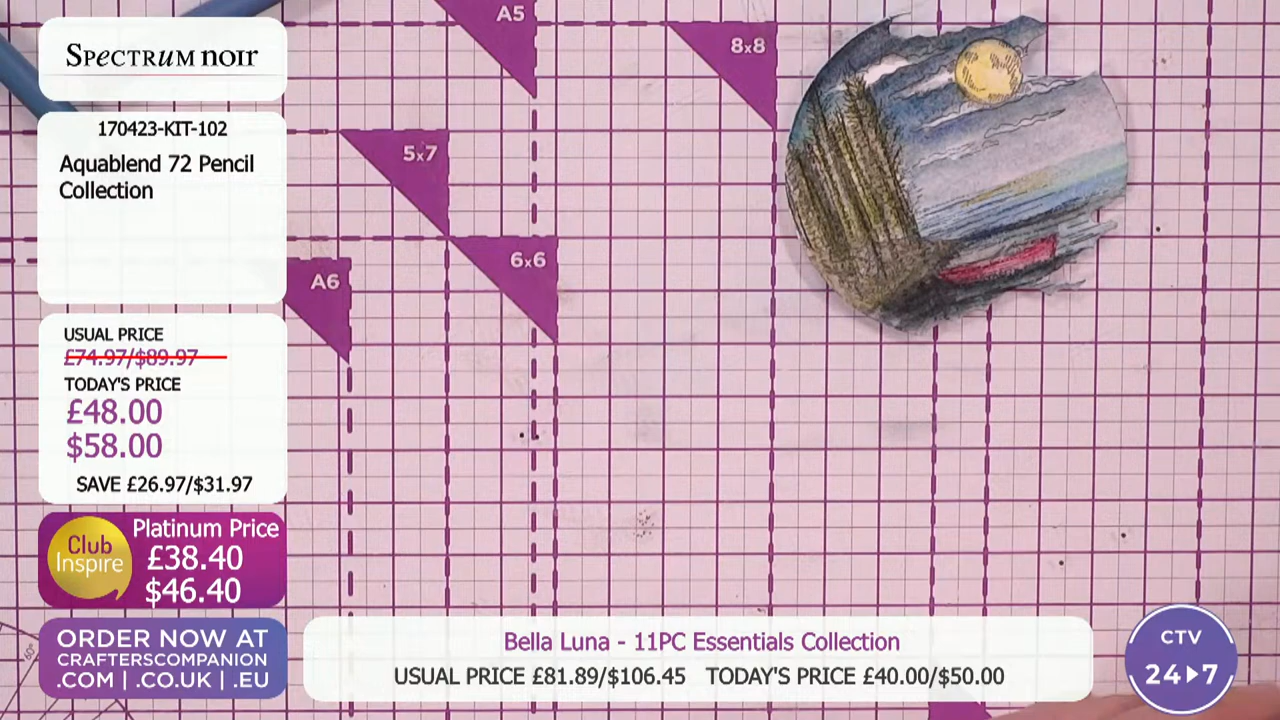 SPECTRUM NOIR
170423-KIT-102
Aquablend 72 Pencil
Collection
USUAL PRICE
£74.97/$89.97
TODAY'S PRICE
£48.00
$58.00
SAVE £26.97/$31.97
Club
Inspire
Platinum Price
£38.40
$46.40
ORDER NOW AT
CRAFTERSCOMPANION
.COM | .CO.UK | .EU
A5
8x8
5x7
6x6
A6
Bella Luna - 11PC Essentials Collection
USUAL PRICE £81.89/$106.45 TODAY'S PRICE £40.00/$50.00
CTV
24▶7